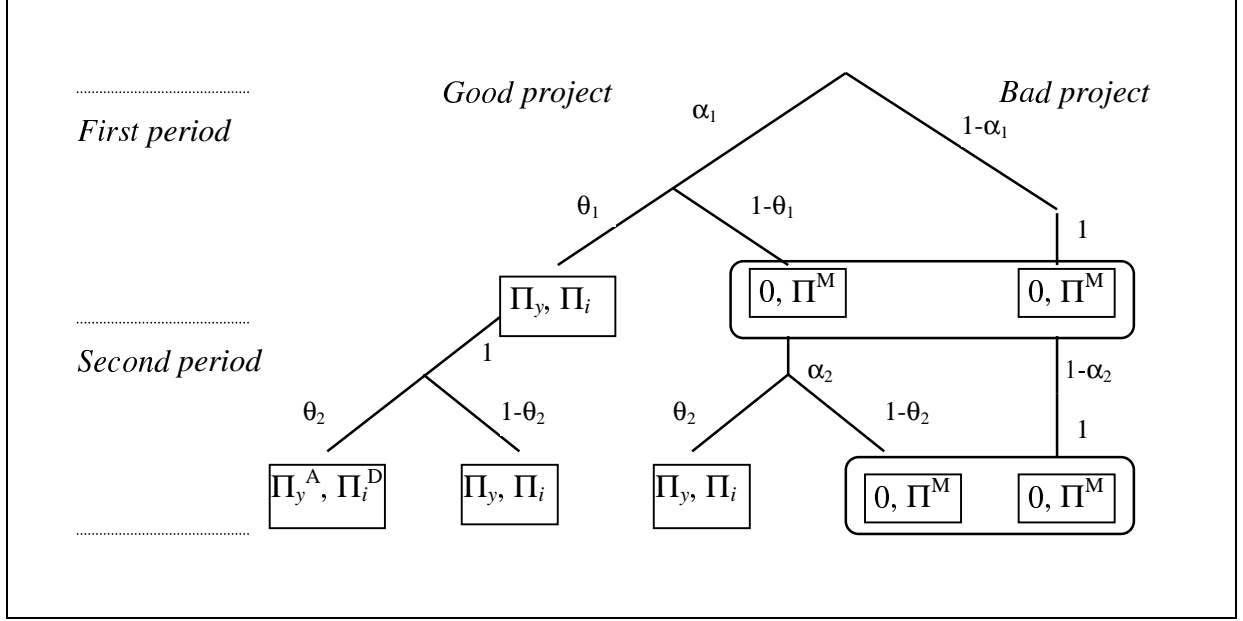 Good project
Bad project
First period
α1
1-α1
θ1
1-θ1
1
Πy, Πi
0, ΠM
0, ΠM
Second period
1
α2
1-α2
θ2
1-θ2
θ2
1-θ2
1
ΠyA, ΠiD
Πy, Πi
Πy, Πi
0, ΠM
0, ΠM